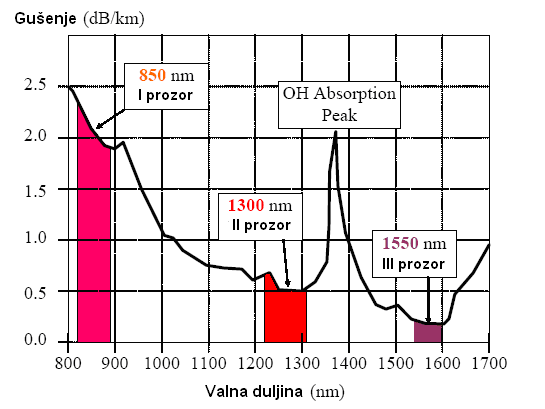 Gušenje (dB/km)
850 nm
I prozor
OH Absorption
Peak
1300 nm
II prozor
1550 nm
III prozor
2.5
2.0
1.5
1.0
0.5
0.0
800 900 1000 1100 1200 1300 1400 1500 1600 1700
Valna duljina (nm)